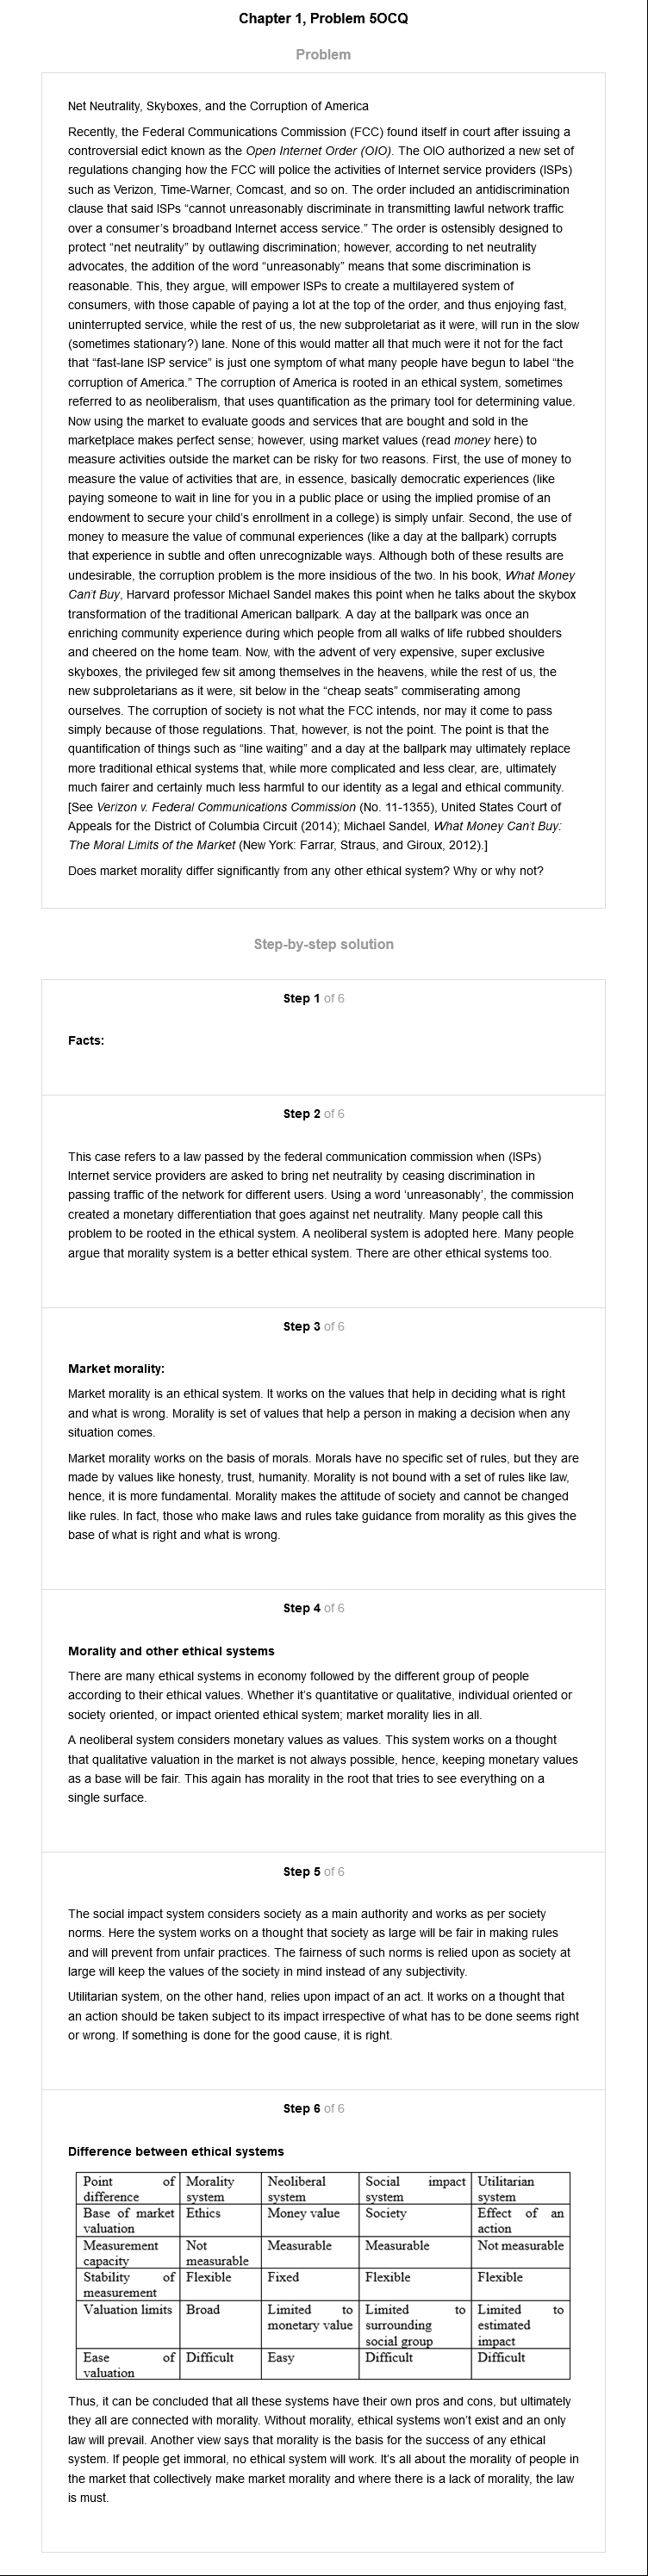 Chapter 1, Problem 5OCQ
Problem
Net Neutrality, Skyboxes, and the Corruption of America
Recently, the Federal Communications Commission (FCC) found itself in court after issuing a
controversial edict known as the Open Internet Order (OIO). The OIO authorized a new set of
regulations changing how the FCC will police the activities of Internet service providers (ISPs)
such as Verizon, Time-Warner, Comcast, and so on. The order included an antidiscrimination
clause that said ISPs “cannot unreasonably discriminate in transmitting lawful network traffic
over a consumer’s broadband Internet access service.” The order is ostensibly designed to
protect “net neutrality” by outlawing discrimination; however, according to net neutrality
advocates, the addition of the word “unreasonably” means that some discrimination is
reasonable. This, they argue, will empower ISPs to create a multilayered system of
consumers, with those capable of paying a lot at the top of the order, and thus enjoying fast,
uninterrupted service, while the rest of us, the new subproletariat as it were, will run in the slow
(sometimes stationary?) lane. None of this would matter all that much were it not for the fact
that “fast-lane ISP service” is just one symptom of what many people have begun to label “the
corruption of America.” The corruption of America is rooted in an ethical system, sometimes
referred to as neoliberalism, that uses quantification as the primary tool for determining value.
Now using the market to evaluate goods and services that are bought and sold in the
marketplace makes perfect sense; however, using market values (read money here) to
measure activities outside the market can be risky for two reasons. First, the use of money to
measure the value of activities that are, in essence, basically democratic experiences (like
paying someone to wait in line for you in a public place or using the implied promise of an
endowment to secure your child’s enrollment in a college) is simply unfair. Second, the use of
money to measure the value of communal experiences (like a day at the ballpark) corrupts
that experience in subtle and often unrecognizable ways. Although both of these results are
undesirable, the corruption problem is the more insidious of the two. In his book, What Money
Can’t Buy, Harvard professor Michael Sandel makes this point when he talks about the skybox
transformation of the traditional American ballpark. A day at the ballpark was once an
enriching community experience during which people from all walks of life rubbed shoulders
and cheered on the home team. Now, with the advent of very expensive, super exclusive
skyboxes, the privileged few sit among themselves in the heavens, while the rest of us, the
new subproletarians as it were, sit below in the “cheap seats” commiserating among
ourselves. The corruption of society is not what the FCC intends, nor may it come to pass
simply because of those regulations. That, however, is not the point. The point is that the
quantification of things such as “line waiting” and a day at the ballpark may ultimately replace
more traditional ethical systems that, while more complicated and less clear, are, ultimately
much fairer and certainly much less harmful to our identity as a legal and ethical community.
[See Verizon v. Federal Communications Commission (No. 11-1355), United States Court of
Appeals for the District of Columbia Circuit (2014); Michael Sandel, What Money Can’t Buy:
The Moral Limits of the Market (New York: Farrar, Straus, and Giroux, 2012).]
Does market morality differ significantly from any other ethical system? Why or why not?
Step-by-step solution
Step 1 of 6
Facts:
Step 2 of 6
This case refers to a law passed by the federal communication commission when (ISPs)
Internet service providers are asked to bring net neutrality by ceasing discrimination in
passing traffic of the network for different users. Using a word ‘unreasonably’, the commission
created a monetary differentiation that goes against net neutrality. Many people call this
problem to be rooted in the ethical system. A neoliberal system is adopted here. Many people
argue that morality system is a better ethical system. There are other ethical systems too.
Step 3 of 6
Market morality:
Market morality is an ethical system. It works on the values that help in deciding what is right
and what is wrong. Morality is set of values that help a person in making a decision when any
situation comes.
Market morality works on the basis of morals. Morals have no specific set of rules, but they are
made by values like honesty, trust, humanity. Morality is not bound with a set of rules like law,
hence, it is more fundamental. Morality makes the attitude of society and cannot be changed
like rules. In fact, those who make laws and rules take guidance from morality as this gives the
base of what is right and what is wrong.
Step 4 of 6
Morality and other ethical systems
There are many ethical systems in economy followed by the different group of people
according to their ethical values. Whether it’s quantitative or qualitative, individual oriented or
society oriented, or impact oriented ethical system; market morality lies in all.
A neoliberal system considers monetary values as values. This system works on a thought
that qualitative valuation in the market is not always possible, hence, keeping monetary values
as a base will be fair. This again has morality in the root that tries to see everything on a
single surface.
Step 5 of 6
The social impact system considers society as a main authority and works as per society
norms. Here the system works on a thought that society as large will be fair in making rules
and will prevent from unfair practices. The fairness of such norms is relied upon as society at
large will keep the values of the society in mind instead of any subjectivity.
Utilitarian system, on the other hand, relies upon impact of an act. It works on a thought that
an action should be taken subject to its impact irrespective of what has to be done seems right
or wrong. If something is done for the good cause, it is right.
Step 6 of 6
Difference between ethical systems
Point of difference Morality system Neoliberal system Social impact system Utilitarian system
Base of market valuation Ethics Money value Society Effect of an action
Measurement capacity Not measurable Measurable Measurable Not measurable
Stability of measurement Flexible Fixed Flexible Flexible
Valuation limits Broad Limited to monetary value Limited to surrounding social group Limited to estimated impact
Ease of valuation Difficult Easy Difficult Difficult
Thus, it can be concluded that all these systems have their own pros and cons, but ultimately
they all are connected with morality. Without morality, ethical systems won’t exist and an only
law will prevail. Another view says that morality is the basis for the success of any ethical
system. If people get immoral, no ethical system will work. It’s all about the morality of people in
the market that collectively make market morality and where there is a lack of morality, the law
is must.